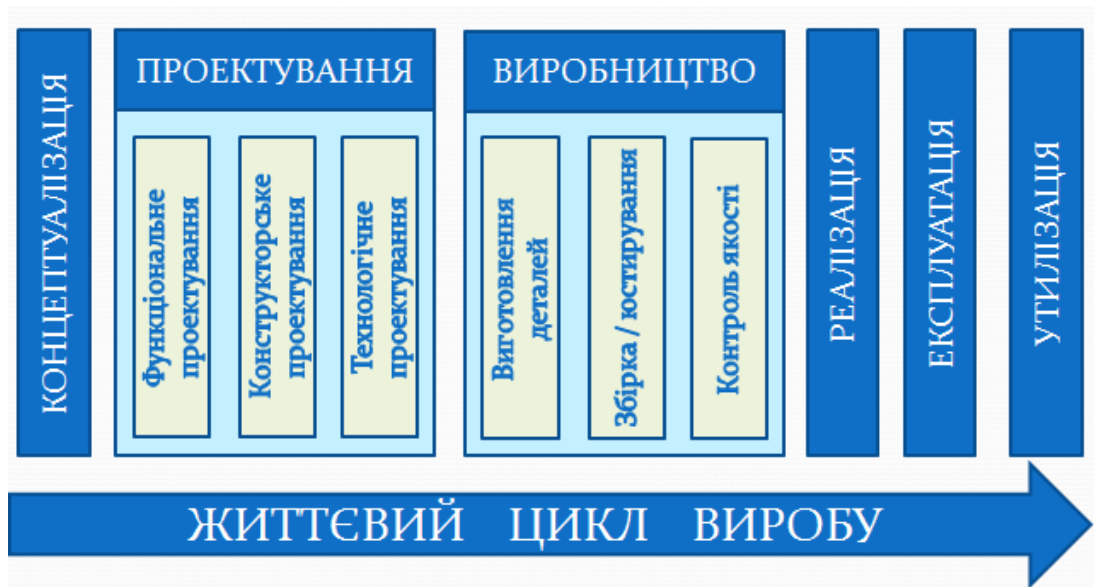 КОНЦЕПТУАЛІЗАЦІЯ
ПРОЕКТУВАННЯ
Функціональне
проектування
Конструкторське
проектування
Технологічне
проектування
ВИРОБНИЦТВО
Виготовлення
деталей
Збірка / юстирування
Контроль якості
РЕАЛІЗАЦІЯ
ЕКСПЛУАТАЦІЯ
УТИЛІЗАЦІЯ
ЖИТТЄВИЙ ЦИКЛ ВИРОБУ